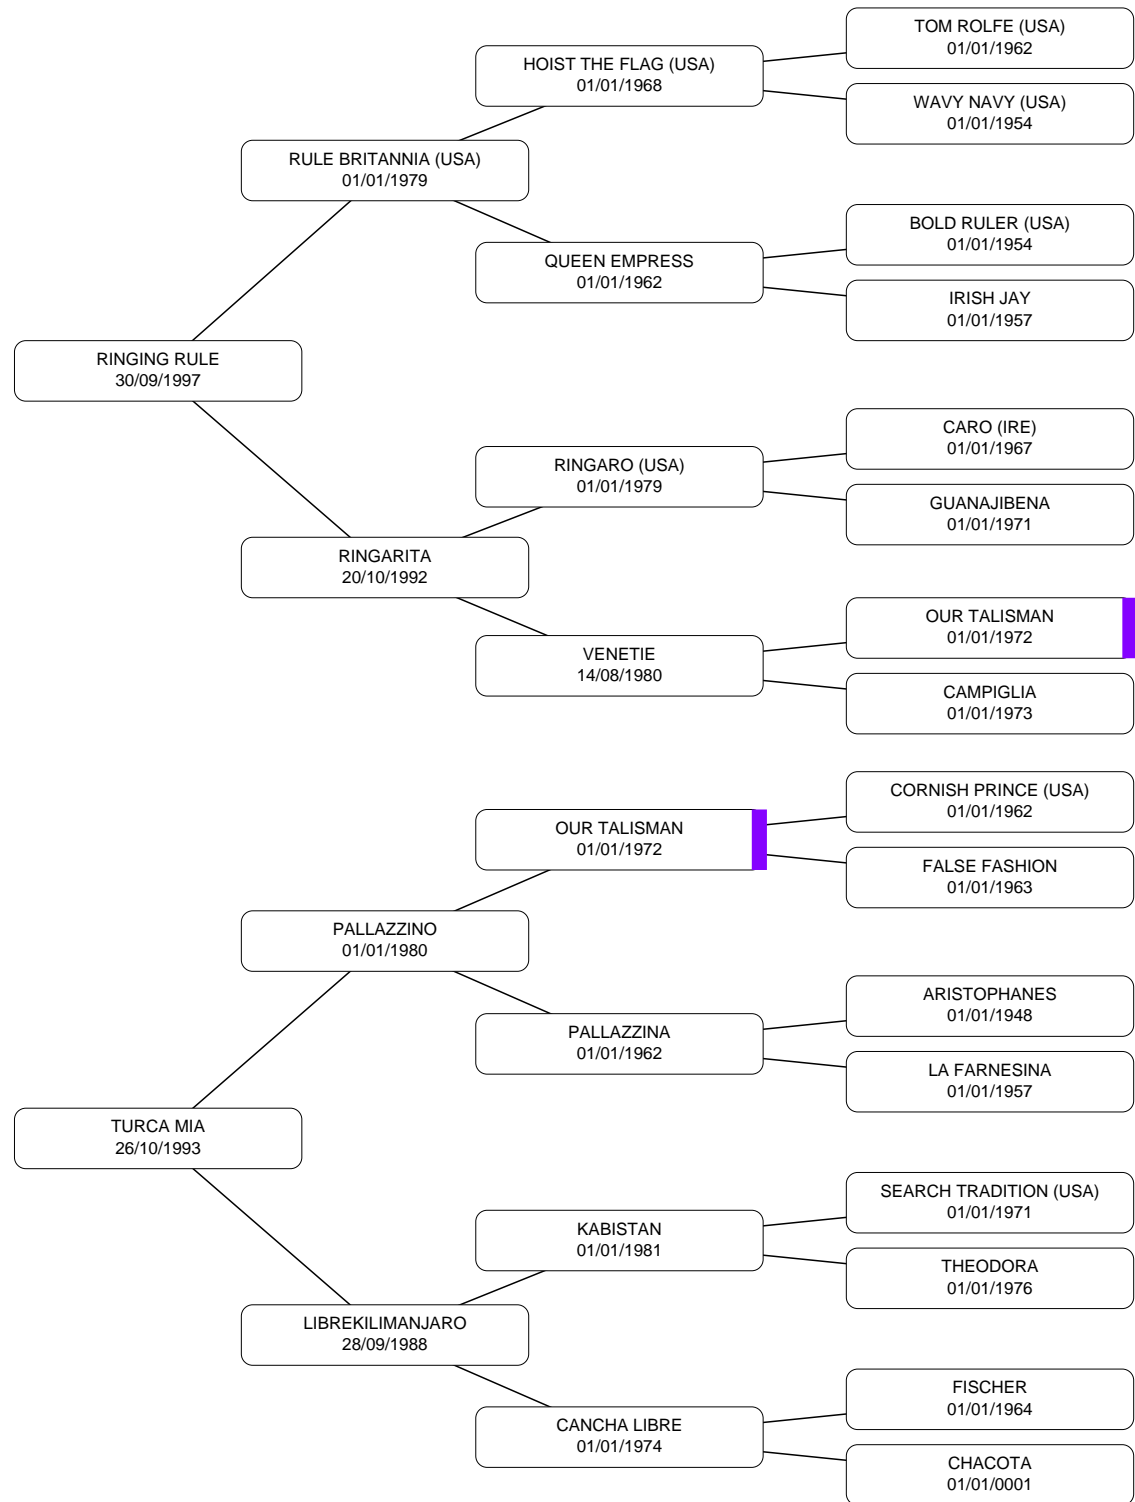 TOM ROLFE (USA)
01/01/1962
HOIST THE FLAG (USA)
01/01/1968
WAVY NAVY (USA)
01/01/1954
RULE BRITANNIA (USA)
01/01/1979
BOLD RULER (USA)
01/01/1954
QUEEN EMPRESS
01/01/1962
IRISH JAY
01/01/1957
RINGING RULE
30/09/1997
CARO (IRE)
01/01/1967
RINGARO (USA)
01/01/1979
GUANAJIBENA
01/01/1971
RINGARITA
20/10/1992
OUR TALISMAN
01/01/1972
VENETIE
14/08/1980
CAMPIGLIA
01/01/1973
CORNISH PRINCE (USA)
01/01/1962
OUR TALISMAN
01/01/1972
FALSE FASHION
01/01/1963
PALLAZZINO
01/01/1980
ARISTOPHANES
01/01/1948
PALLAZZINA
01/01/1962
LA FARNESINA
01/01/1957
TURCA MIA
26/10/1993
SEARCH TRADITION (USA)
01/01/1971
KABISTAN
01/01/1981
THEODORA
01/01/1976
LIBREKILIMANJARO
28/09/1988
FISCHER
01/01/1964
CANCHA LIBRE
01/01/1974
CHACOTA
01/01/0001